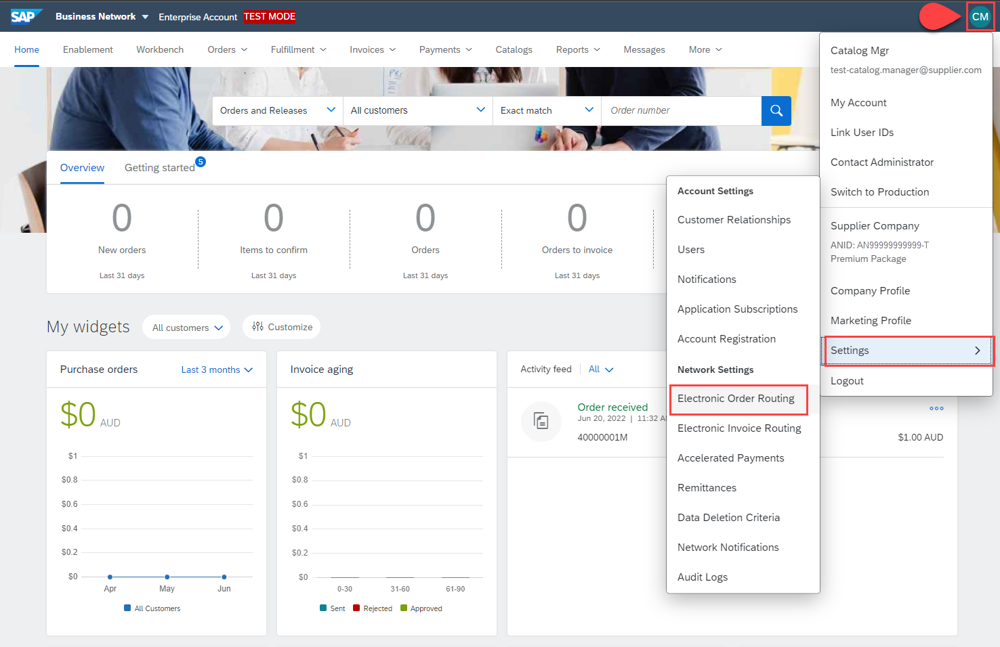 SAP Business Network Enterprise Account TEST MODE CM
Home Enablement Workbench Orders Fulfillment Invoices Payments Catalogs Reports Messages More
Orders and Releases All customers Exact match Order number
Overview Getting started 5
0 0 0 0
New orders Items to confirm Orders Orders to invoice
Last 31 days Last 31 days Last 31 days Last 31 days
My widgets All customers Customize
Purchase orders Last 3 months
$0 AUD
$1
$0.8
$0.6
$0.4
$0.2
$0
Apr May Jun
All Customers
Invoice aging
$0 AUD
$1
$0.8
$0.6
$0.4
$0.2
$0
0-30 31-60 61-90
Sent Rejected Approved
Activity feed All
Order received
Jun 20, 2022 | 11:32
40000001M
$1.00 AUD
Account Settings
Customer Relationships
Users
Notifications
Application Subscriptions
Account Registration
Network Settings
Electronic Order Routing
Electronic Invoice Routing
Accelerated Payments
Remittances
Data Deletion Criteria
Network Notifications
Audit Logs
Catalog Mgr
test-catalog.manager@supplier.com
My Account
Link User IDs
Contact Administrator
Switch to Production
Supplier Company
ANID: AN99999999999-T
Premium Package
Company Profile
Marketing Profile
Settings
Logout